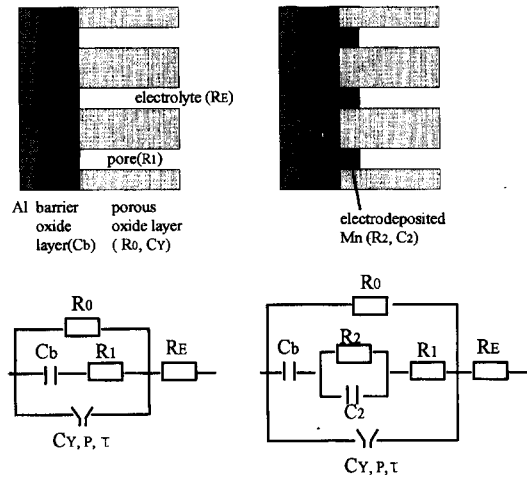 electrolyte (RE)
pore(R1)
Al barrier oxide layer(Cb)
porous oxide layer ( R0, CY)
electrodeposited Mn (R2, C2)
R0
Cb
R1
RE
CY, P, τ
R0
Cb
R2
C2
R1
RE
CY, P, τ